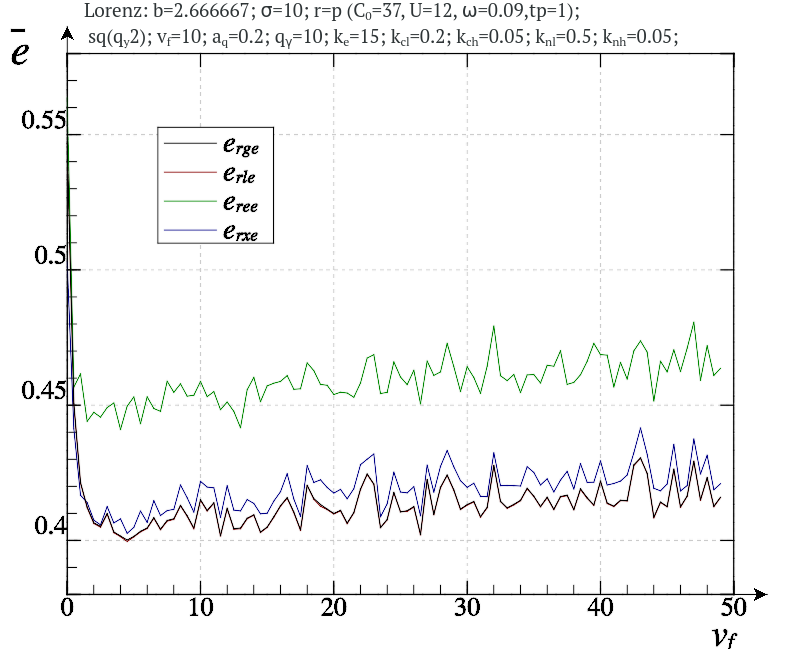 Lorenz: b=2.666667; σ=10; r=p (C₀=37, U=12, ω=0.09,tp=1);
sq(qᵧ2); v_f=10; a_q=0.2; q_γ=10; k_e=15; k_cl=0.2; k_ch=0.05; k_nl=0.5; k_nh=0.05;
e̅
0.55
0.5
0.45
0.4
e_rge
e_rle
e_ree
e_rxe
0 10 20 30 40 50
v_f